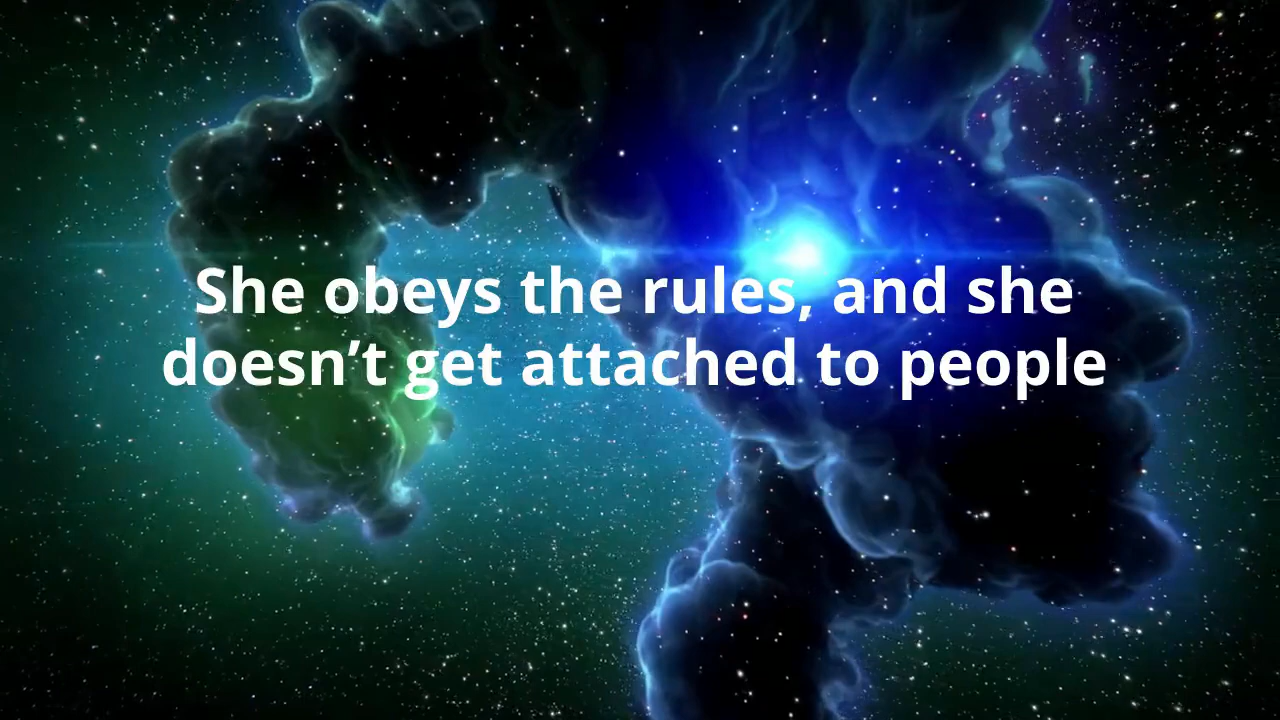 She obeys the rules, and she
doesn’t get attached to people